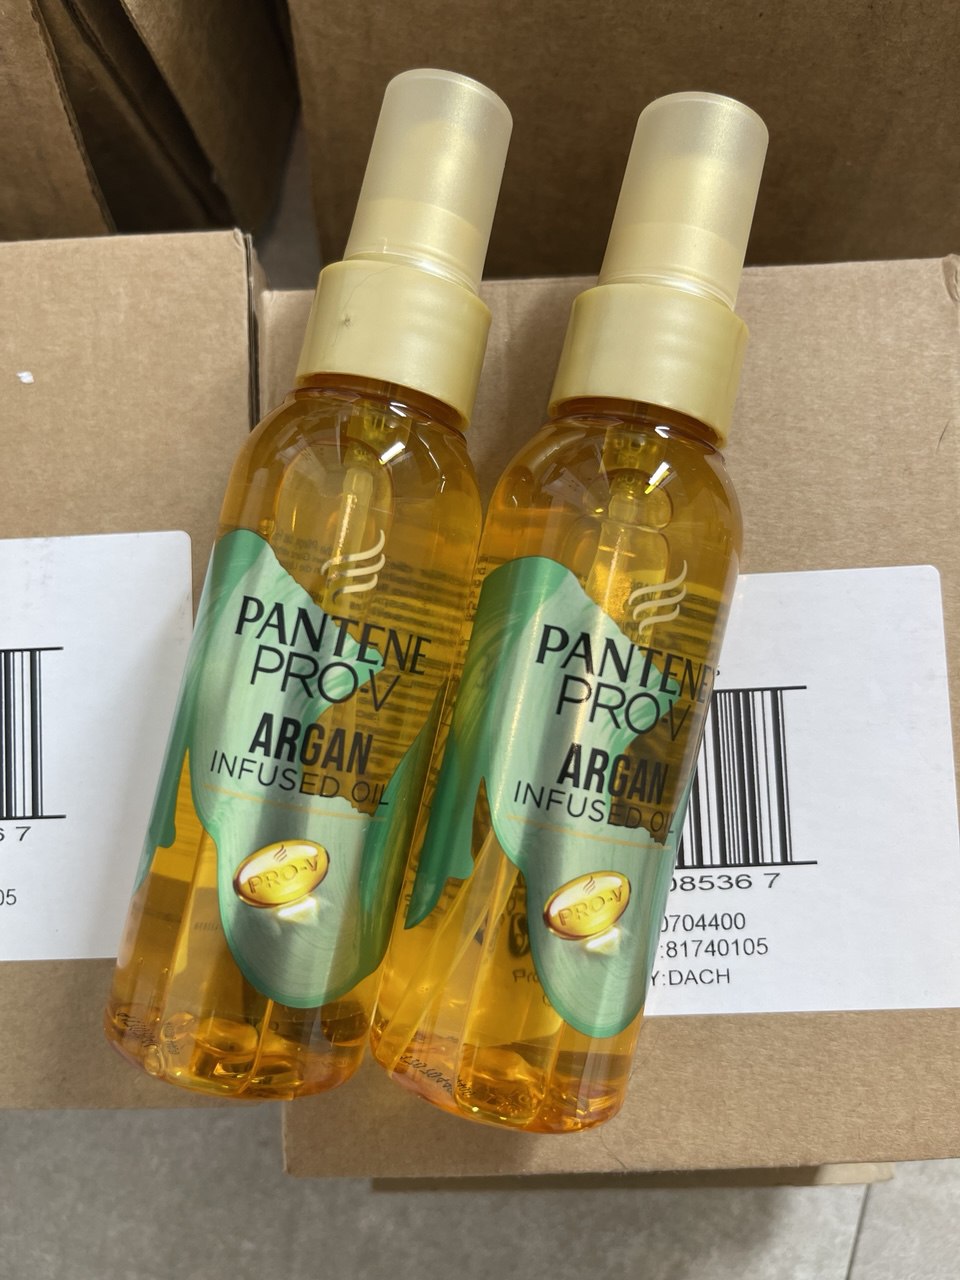 PANTENE
PRO-V
ARGAN
INFUSED OIL
PRO-V
PANTENE
PRO-V
ARGAN
INFUSED OIL
PRO-V
6 7
05
08536 7
0704400
:81740105
Y:DACH